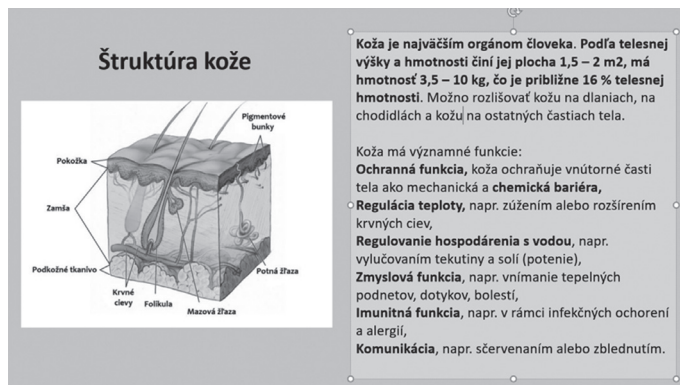 Štruktúra kože
Pigmentové
bunky
Pokožka
Zamša
Podkožné tkanivo
Krvné
cievy
Folikula
Mazová žľaza
Potná žľaza
Koža je najväčším orgánom človeka. Podľa telesnej
výšky a hmotnosti činí jej plocha 1,5 – 2 m2, má
hmotnosť 3,5 – 10 kg, čo je približne 16 % telesnej
hmotnosti. Možno rozlišovať kožu na dlaniach, na
chodidlách a kožu na ostatných častiach tela.
Koža má významné funkcie:
Ochranná funkcia, koža ochraňuje vnútorné časti
tela ako mechanická a chemická bariéra,
Regulácia teploty, napr. zúžením alebo rozšírením
krvných ciev,
Regulovanie hospodárenia s vodou, napr.
vylučovaním tekutiny a solí (potenie),
Zmyslová funkcia, napr. vnímanie tepelných
podnetov, dotykov, bolestí,
Imunitná funkcia, napr. v rámci infekčných ochorení
a alergií,
Komunikácia, napr. sčervenaním alebo zblednutím.